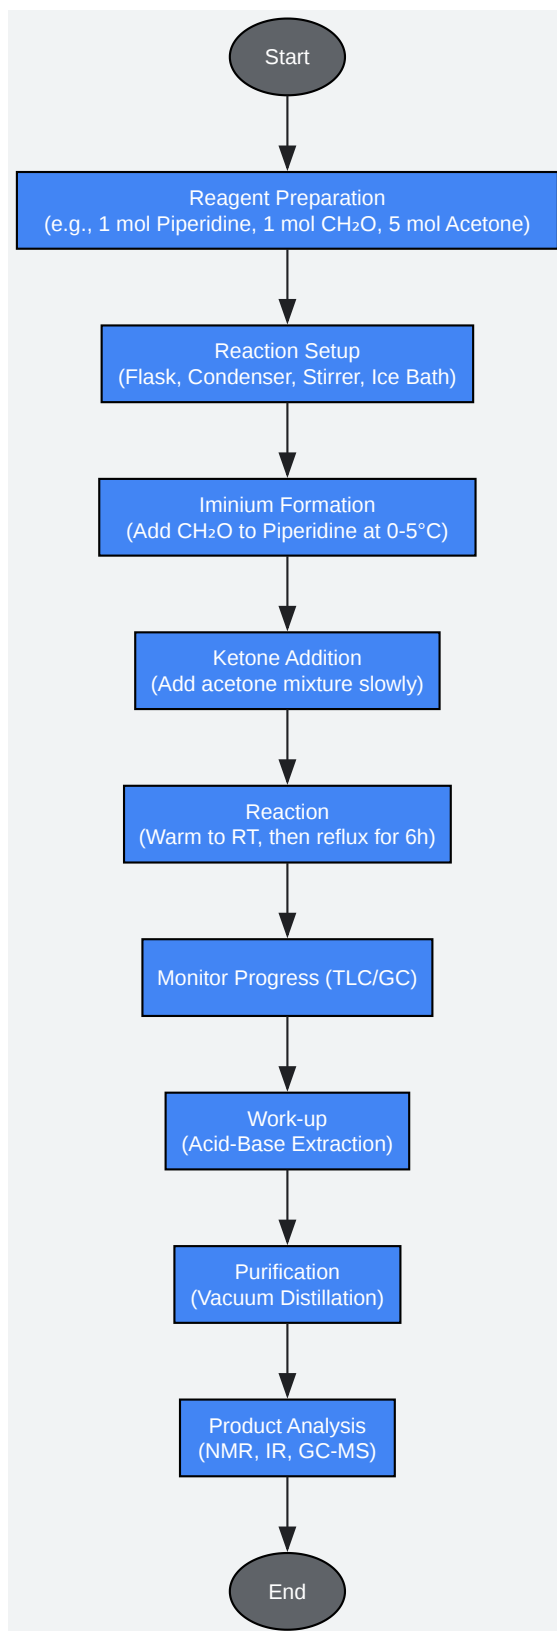 Start
Reagent Preparation
(e.g., 1 mol Piperidine, 1 mol CH₂O, 5 mol Acetone)
Reaction Setup
(Flask, Condenser, Stirrer, Ice Bath)
Iminium Formation
(Add CH₂O to Piperidine at 0-5°C)
Ketone Addition
(Add acetone mixture slowly)
Reaction
(Warm to RT, then reflux for 6h)
Monitor Progress (TLC/GC)
Work-up
(Acid-Base Extraction)
Purification
(Vacuum Distillation)
Product Analysis
(NMR, IR, GC-MS)
End